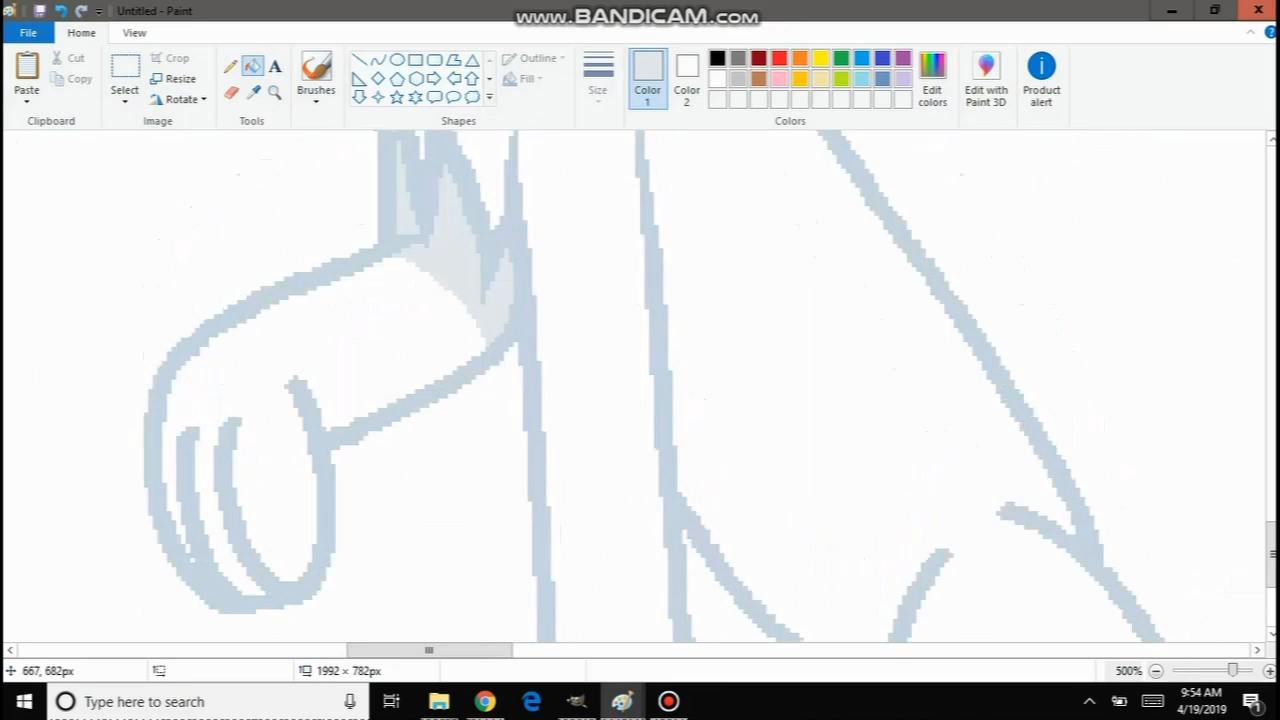 Untitled - Paint
www.BANDICAM.com
File
Home
View
Paste
Cut
Copy
Clipboard
Select
Crop
Resize
Rotate
Image
A
Tools
Brushes
Outline
Fill
Shapes
Size
Color 1
Color 2
Edit colors
Colors
Edit with Paint 3D
Product alert
667, 682px
1992 × 782px
500%
Type here to search
9:54 AM
4/19/2019
1